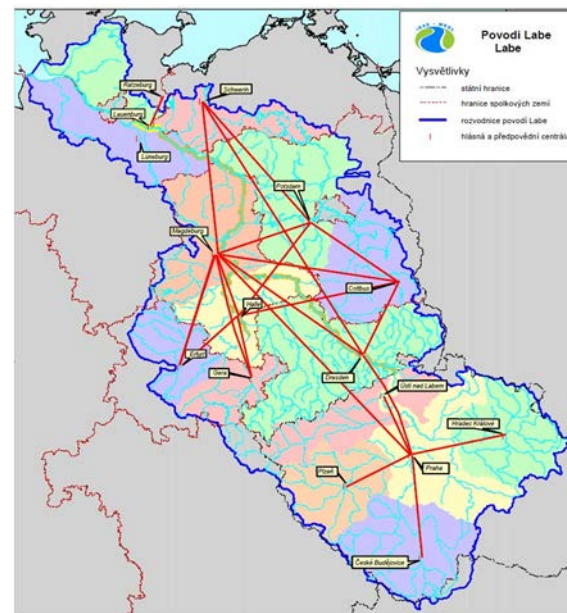 Povodí Labe
Labe
Vysvětlivky
státní hranice
hranice spolkových zemí
rozvodnice povodí Labe
hlásná a předpovědní centrála
Ratzeburg
Schwerin
Lauenburg
Lüneburg
Potsdam
Magdeburg
Cottbus
Halle
Erfurt
Gera
Dresden
Ústí nad Labem
Hradec Králové
Praha
Plzeň
České Budějovice